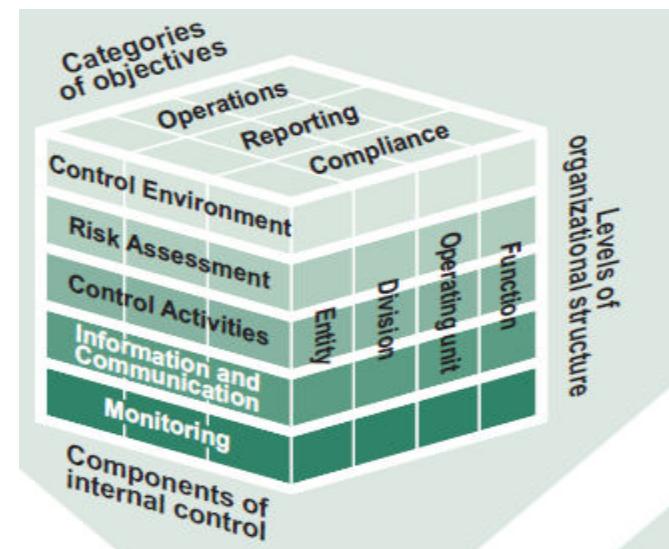 Categories
of objectives
Operations
Reporting
Compliance
Control Environment
Risk Assessment
Control Activities
Information and
Communication
Monitoring
Entity
Division
Operating unit
Function
Levels of
organizational structure
Components of
internal control